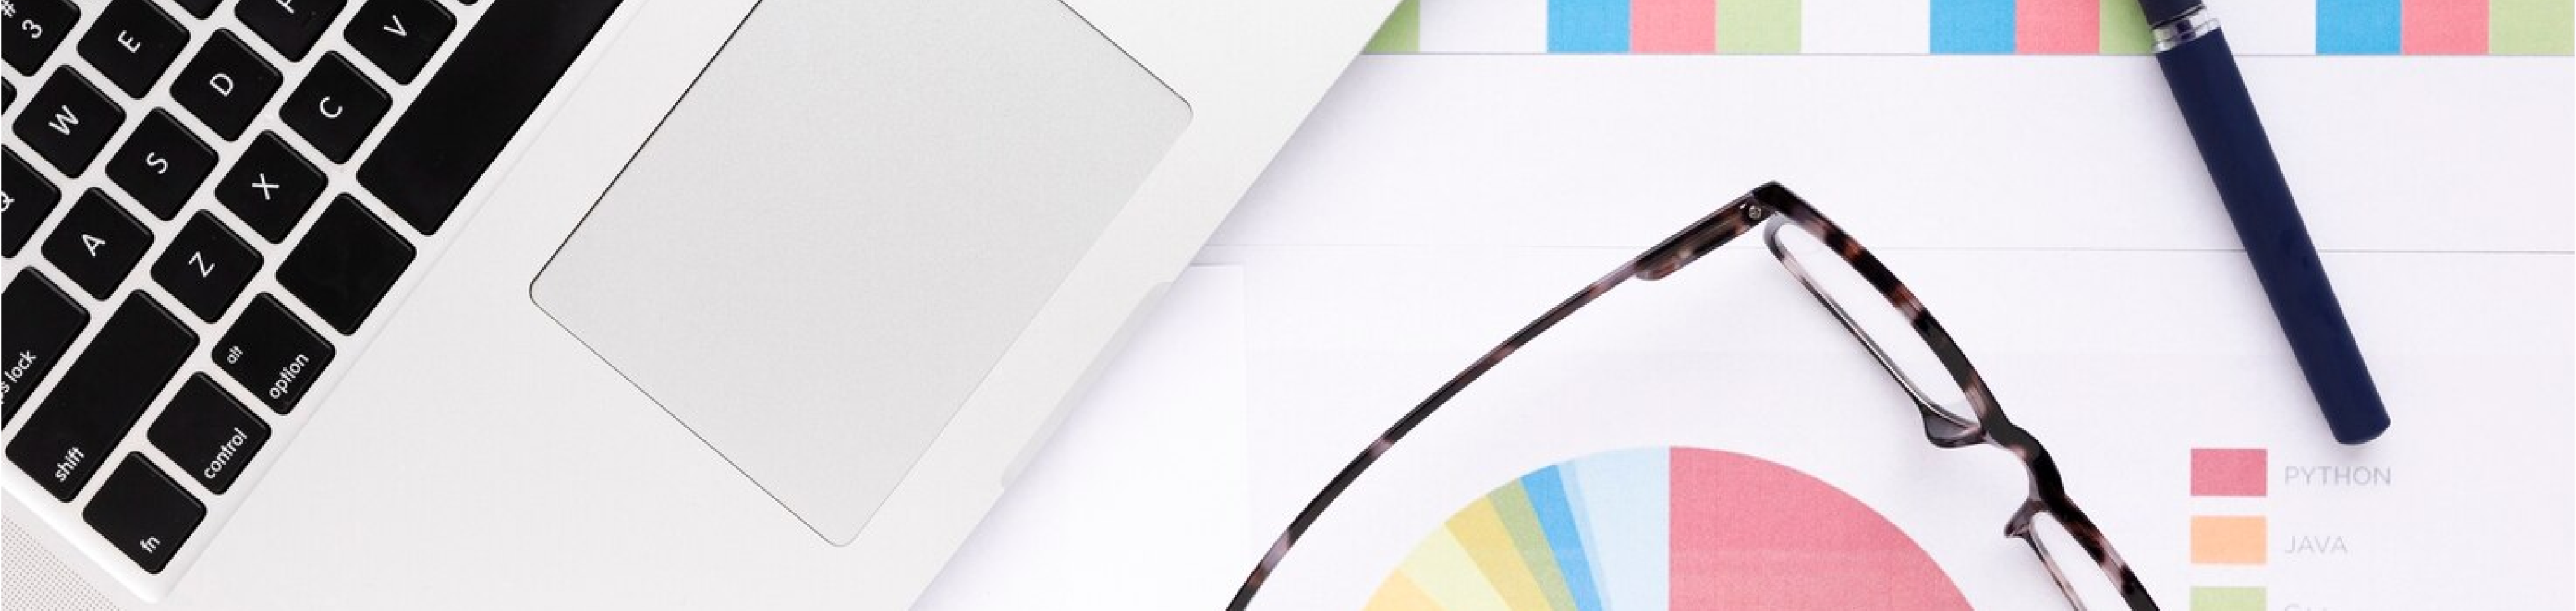 # 3
E
W
D
S
A
C
X
Z
V
s lock
shift
alt
option
control
fn
PYTHON
JAVA